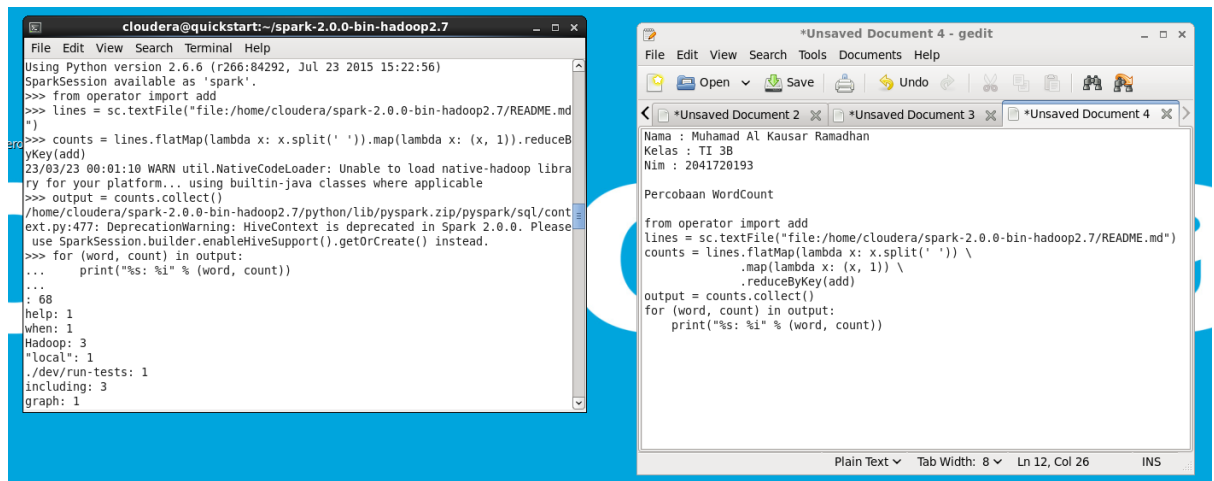 cloudera@quickstart:~/spark-2.0.0-bin-hadoop2.7
File Edit View Search Terminal Help
Using Python version 2.6.6 (r266:84292, Jul 23 2015 15:22:56)
SparkSession available as 'spark'.
>>> from operator import add
>>> lines = sc.textFile("file:/home/cloudera/spark-2.0.0-bin-hadoop2.7/README.md
")
>>> counts = lines.flatMap(lambda x: x.split(' ')).map(lambda x: (x, 1)).reduceB
yKey(add)
23/03/23 00:01:10 WARN util.NativeCodeLoader: Unable to load native-hadoop libra
ry for your platform... using builtin-java classes where applicable
>>> output = counts.collect()
/home/cloudera/spark-2.0.0-bin-hadoop2.7/python/lib/pyspark.zip/pyspark/sql/cont
ext.py:477: DeprecationWarning: HiveContext is deprecated in Spark 2.0.0. Please
 use SparkSession.builder.enableHiveSupport().getOrCreate() instead.
>>> for (word, count) in output:
...     print("%s: %i" % (word, count))
...
: 68
help: 1
when: 1
Hadoop: 3
"local": 1
./dev/run-tests: 1
including: 3
graph: 1
*Unsaved Document 4 - gedit
File Edit View Search Tools Documents Help
Open Save Undo
*Unsaved Document 2 *Unsaved Document 3 *Unsaved Document 4
Nama : Muhamad Al Kausar Ramadhan
Kelas : TI 3B
Nim : 2041720193
Percobaan WordCount
from operator import add
lines = sc.textFile("file:/home/cloudera/spark-2.0.0-bin-hadoop2.7/README.md")
counts = lines.flatMap(lambda x: x.split(' ')) \
              .map(lambda x: (x, 1)) \
              .reduceByKey(add)
output = counts.collect()
for (word, count) in output:
    print("%s: %i" % (word, count))
Plain Text Tab Width: 8 Ln 12, Col 26 INS